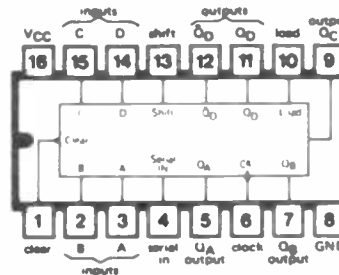 inputs outputs output
VCC C D shift Q̄D QD load QC
16 15 14 13 12 11 10 9
C D Shift Q̄D QD Load
Clear
B A Serial IN QA CK QB
1 2 3 4 5 6 7 8
clear B A serial in QA output clock QB output GND
inputs